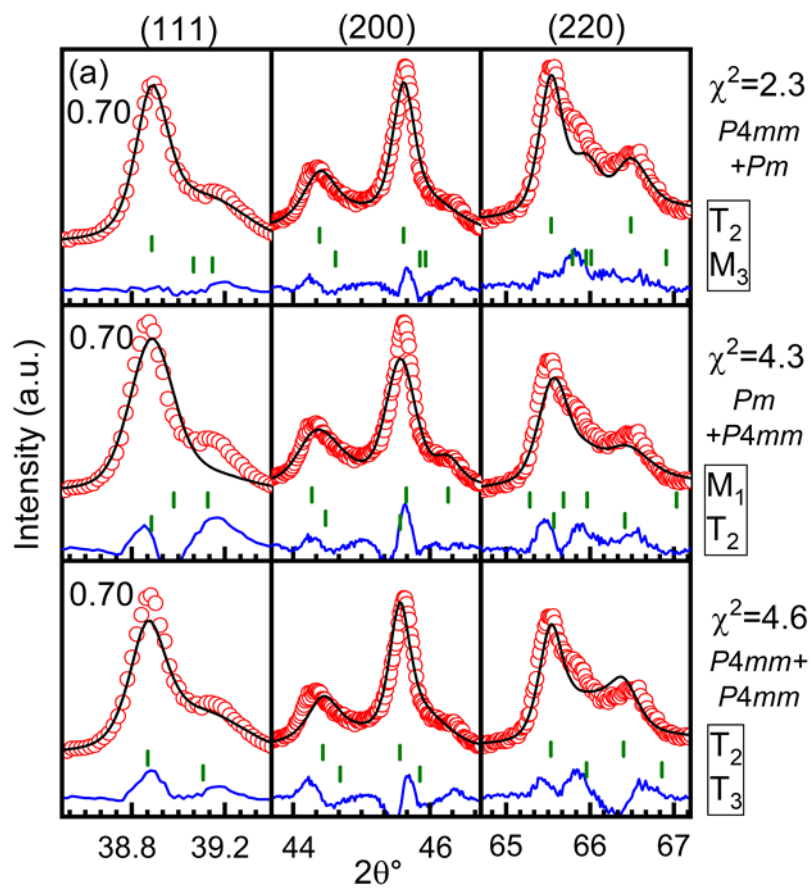 (111) (200) (220)
(a)
0.70
χ²=2.3
P4mm
+Pm
T₂
M₃
0.70
χ²=4.3
Pm
+P4mm
M₁
T₂
0.70
χ²=4.6
P4mm+
P4mm
T₂
T₃
Intensity (a.u.)
38.8 39.2 44 46 65 66 67
2θ°